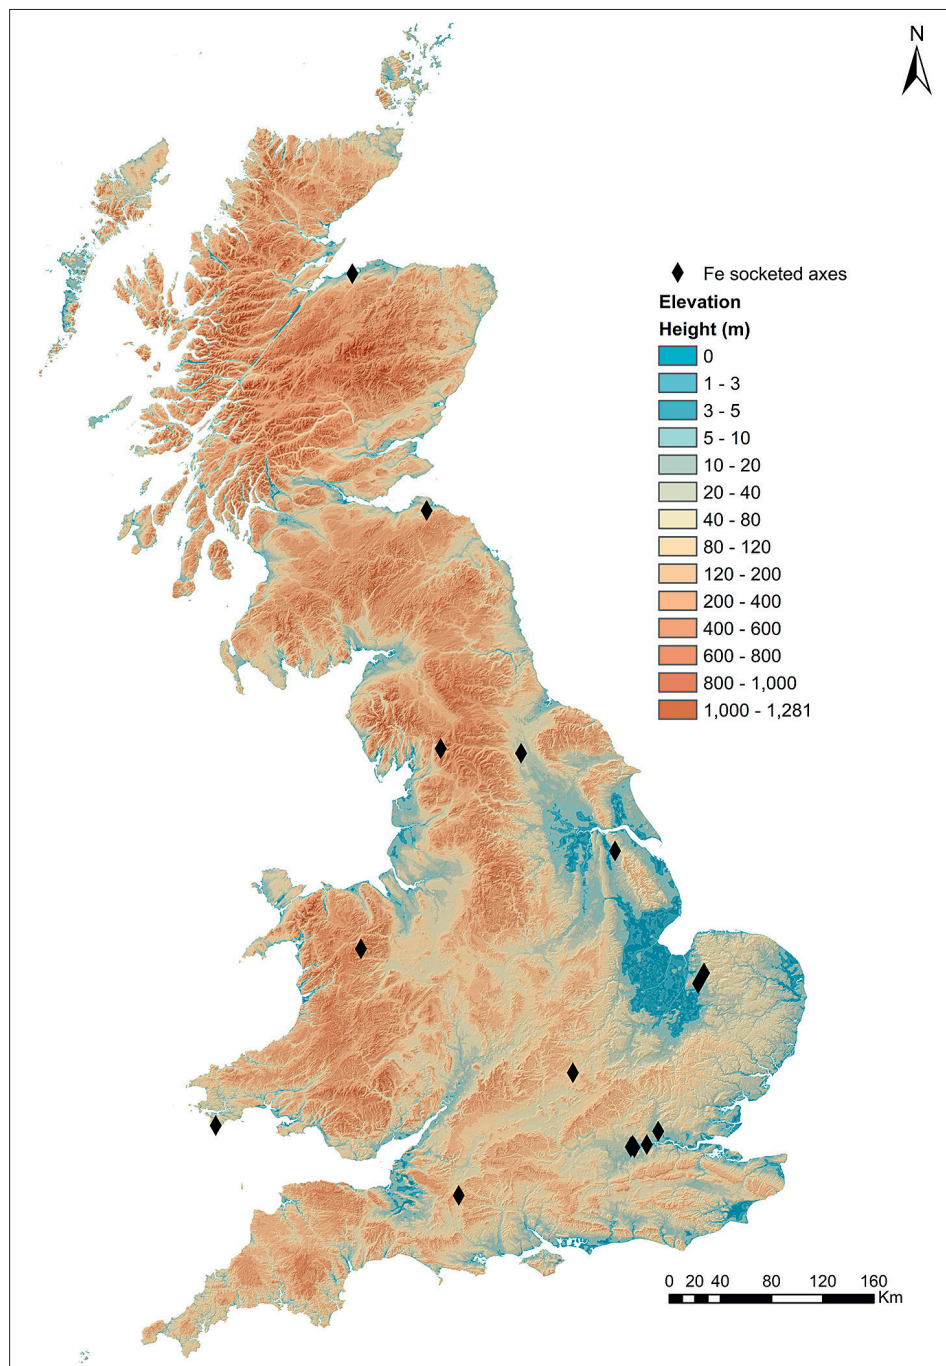 N
Fe socketed axes
Elevation
Height (m)
0
1 - 3
3 - 5
5 - 10
10 - 20
20 - 40
40 - 80
80 - 120
120 - 200
200 - 400
400 - 600
600 - 800
800 - 1,000
1,000 - 1,281
0 20 40 80 120 160
Km